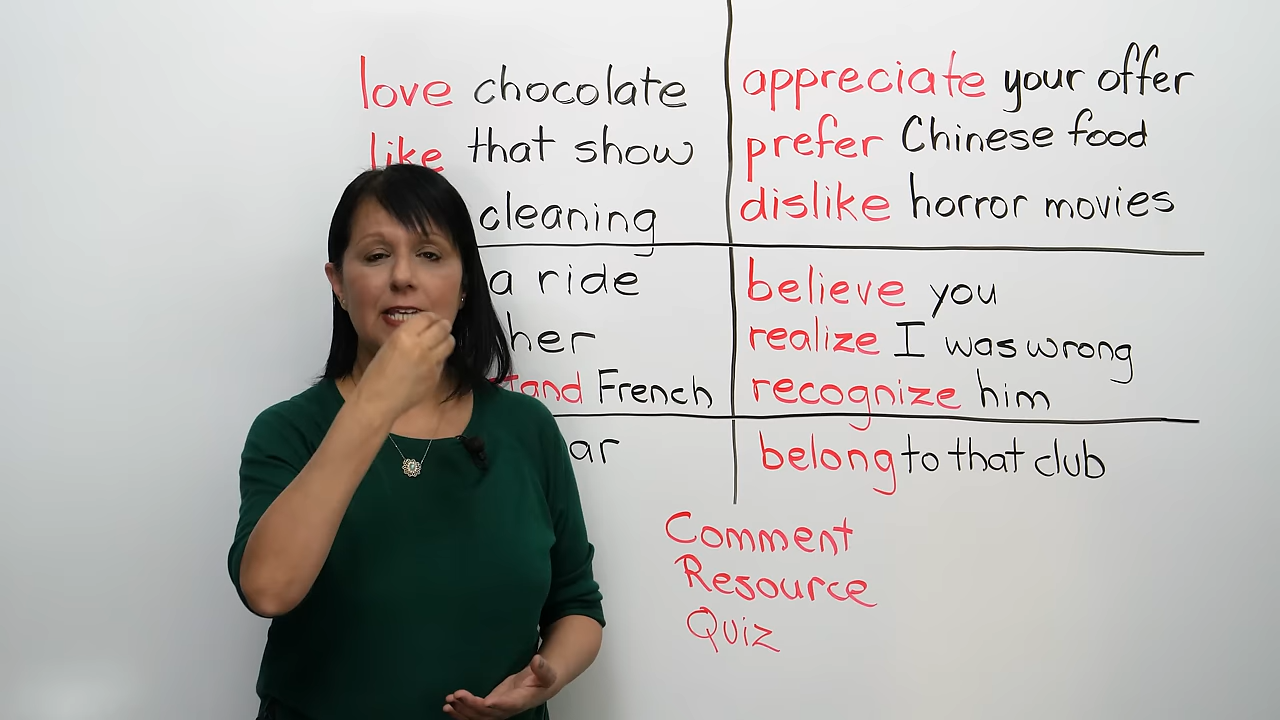 love chocolate
like that show
cleaning
a ride
her
French
ar
appreciate your offer
prefer Chinese food
dislike horror movies
believe you
realize I was wrong
recognize him
belong to that club
Comment
Resource
Quiz